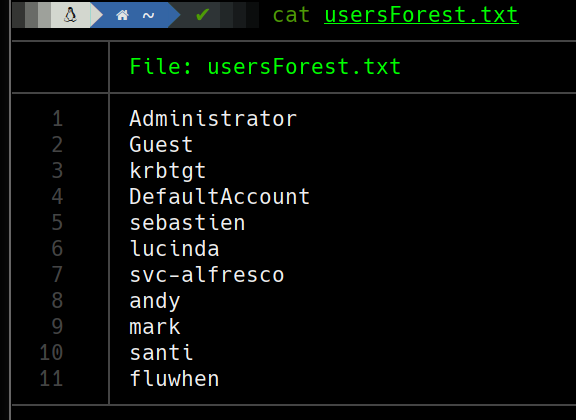 ~ ✔ cat usersForest.txt
File: usersForest.txt
1 Administrator
2 Guest
3 krbtgt
4 DefaultAccount
5 sebastien
6 lucinda
7 svc-alfresco
8 andy
9 mark
10 santi
11 fluwhen